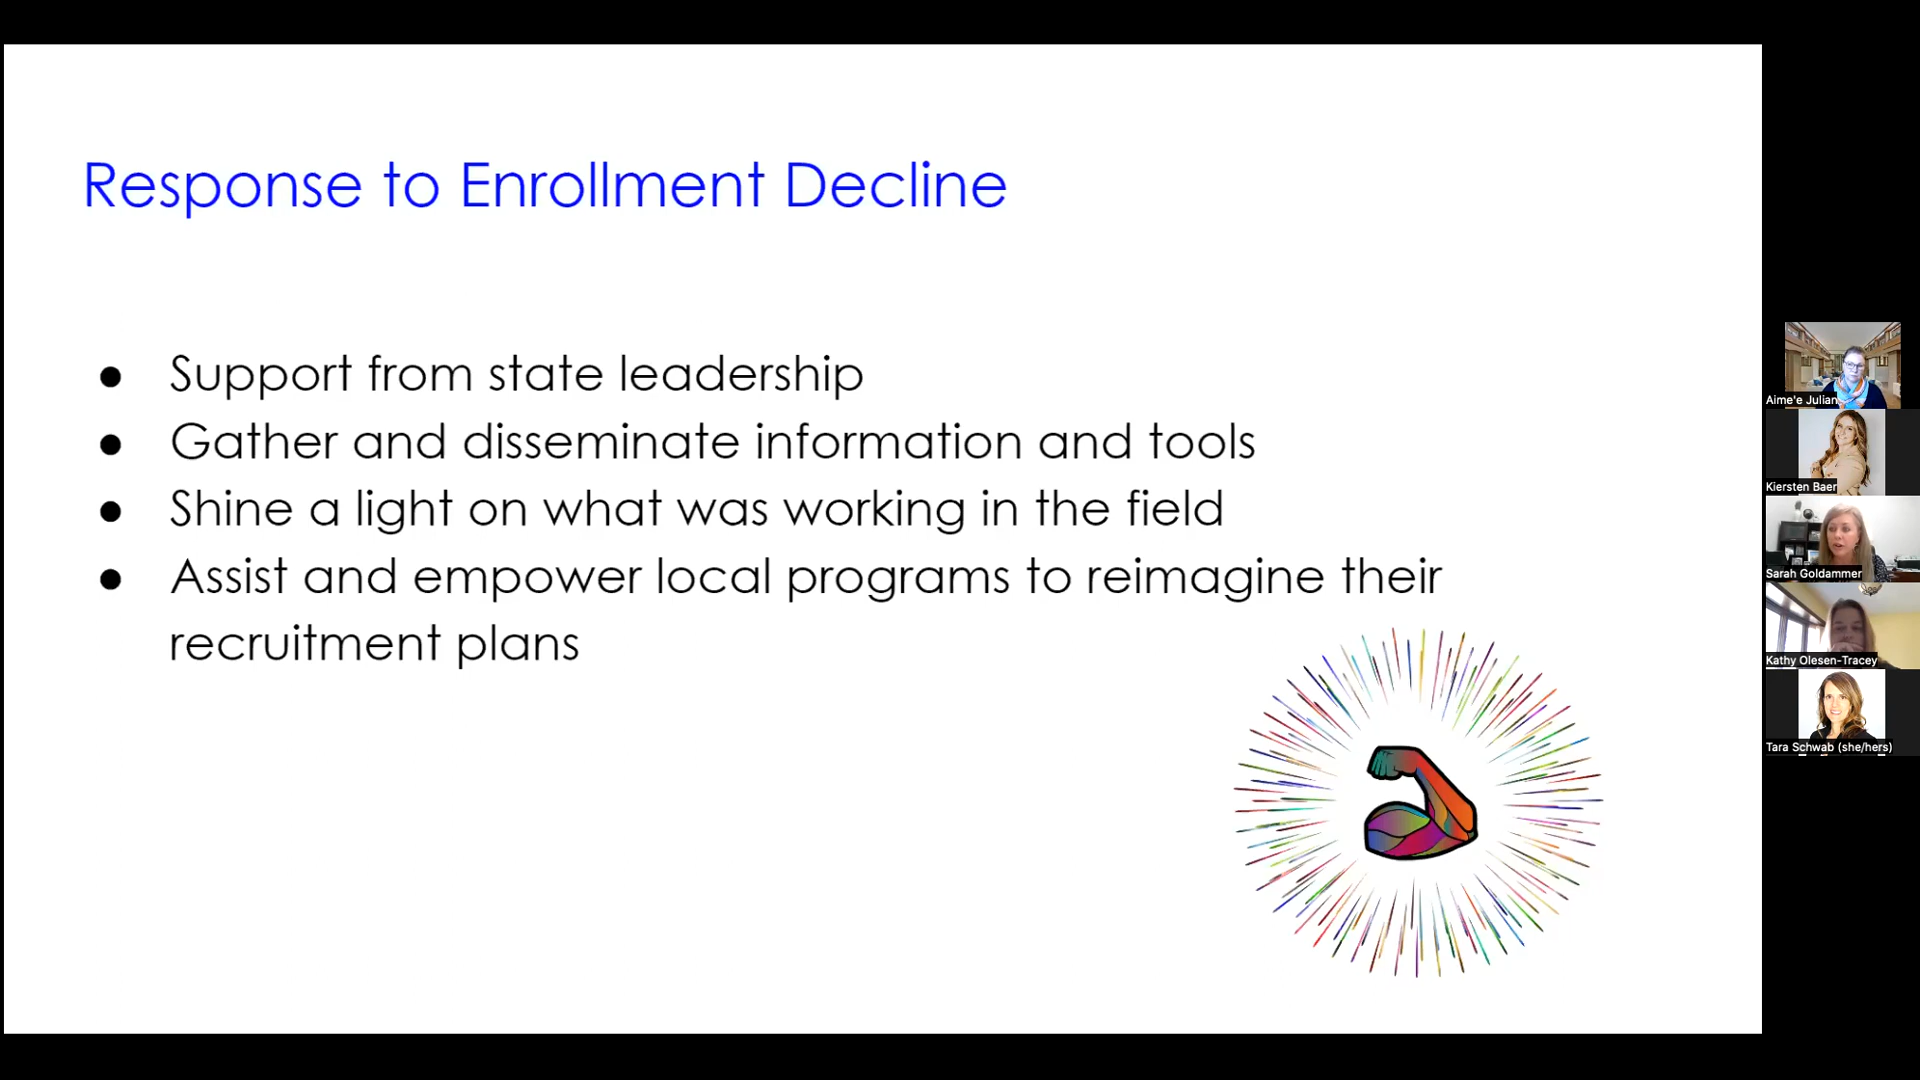 Response to Enrollment Decline
● Support from state leadership
● Gather and disseminate information and tools
● Shine a light on what was working in the field
● Assist and empower local programs to reimagine their
recruitment plans
Aime'e Julian
Kiersten Baer
Sarah Goldammer
Kathy Olesen-Tracey
Tara Schwab (she/hers)